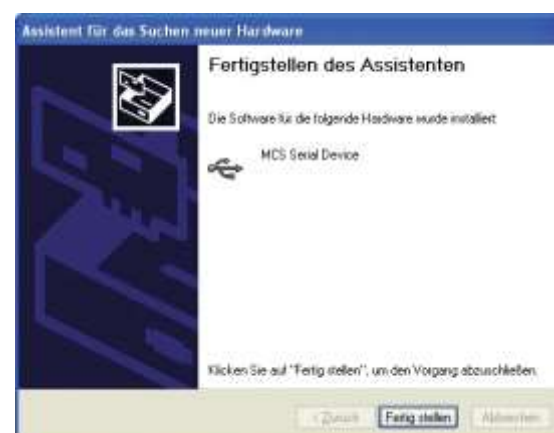 Assistent für das Suchen neuer Hardware
Fertigstellen des Assistenten
Die Software für die folgende Hardware wurde installiert:
MCS Serial Device
Klicken Sie auf "Fertig stellen", um den Vorgang abzuschließen.
< Zurück Fertig stellen Abbrechen